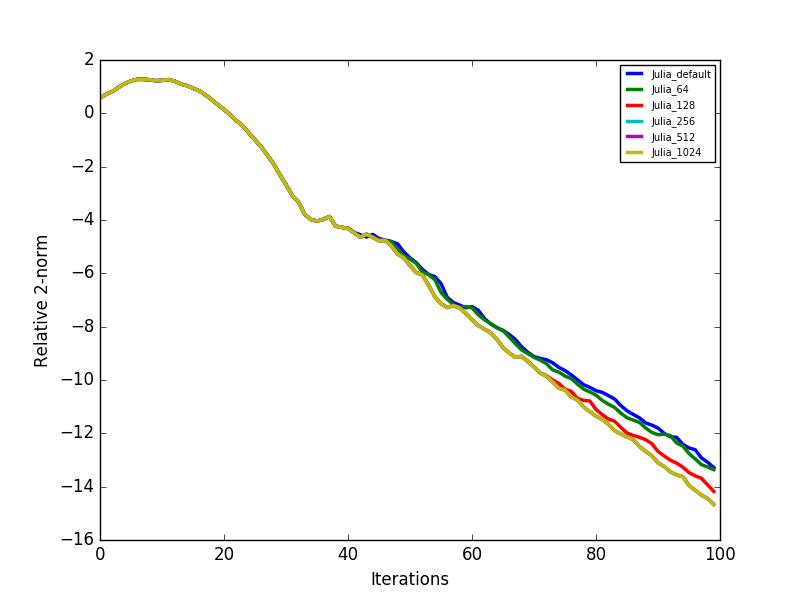 2
0
−2
−4
−6
−8
−10
−12
−14
−16
Relative 2-norm
0 20 40 60 80 100
Iterations
Julia_default
Julia_64
Julia_128
Julia_256
Julia_512
Julia_1024